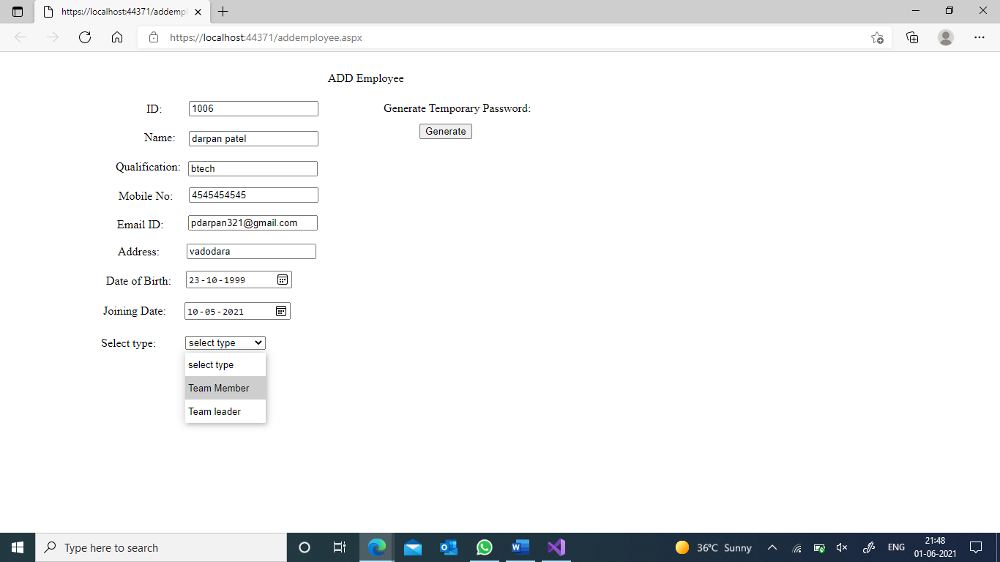 https://localhost:44371/addempl
https://localhost:44371/addemployee.aspx
ADD Employee
ID: 1006
Generate Temporary Password:
Generate
Name: darpan patel
Qualification: btech
Mobile No: 4545454545
Email ID: pdarpan321@gmail.com
Address: vadodara
Date of Birth: 23-10-1999
Joining Date: 10-05-2021
Select type: select type
select type
Team Member
Team leader
Type here to search
36°C Sunny
ENG
21:48
01-06-2021